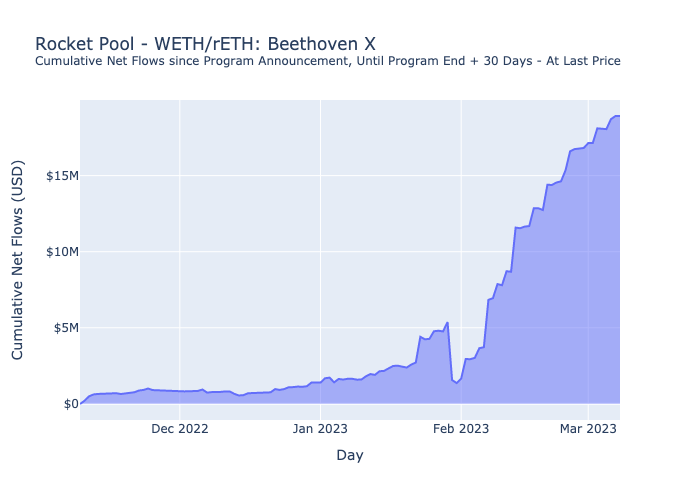 Rocket Pool - WETH/rETH: Beethoven X
Cumulative Net Flows since Program Announcement, Until Program End + 30 Days - At Last Price
Cumulative Net Flows (USD)
$15M
$10M
$5M
$0
Dec 2022
Jan 2023
Feb 2023
Mar 2023
Day